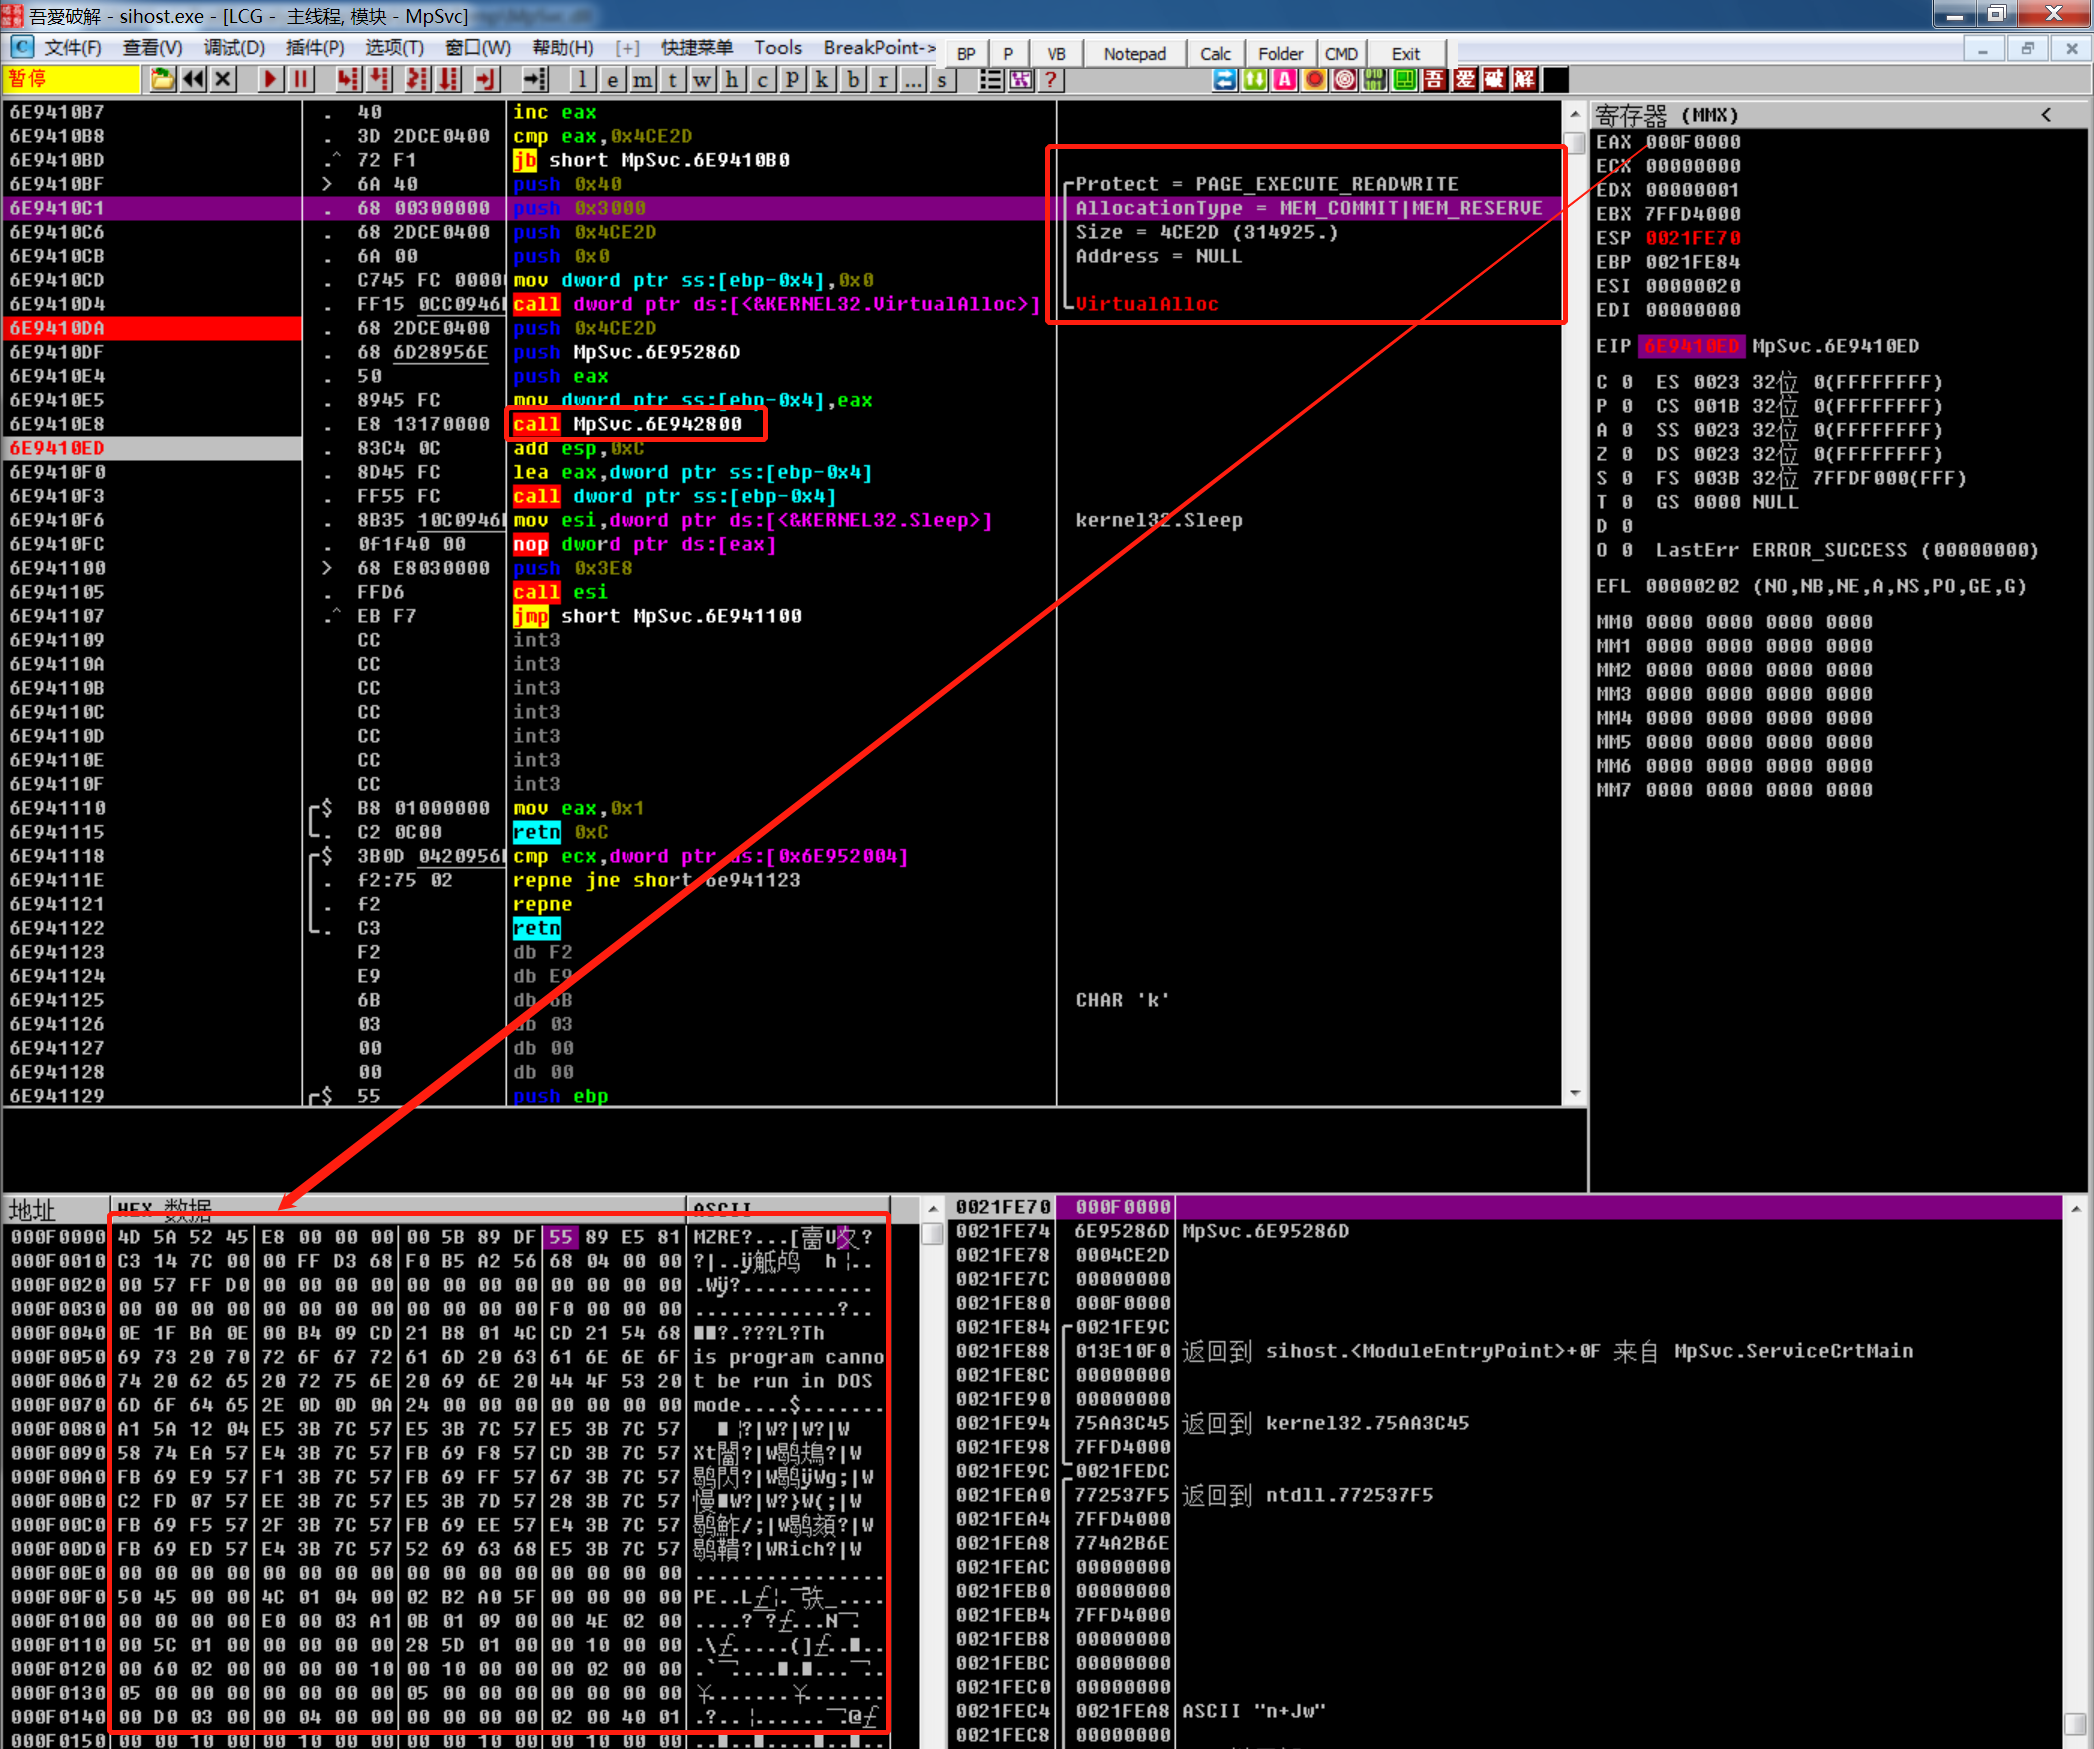 吾愛破解 - sihost.exe - [LCG - 主线程, 模块 - MpSvc]
文件(F) 查看(V) 调试(D) 插件(P) 选项(T) 窗口(W) 帮助(H) [+] 快捷菜单 Tools BreakPoint-> BP P VB Notepad Calc Folder CMD Exit
暂停 l e m t w h c p k b r ... s ? 吾 爱 破 解
6E9410B7 . 40 inc eax
6E9410B8 . 3D 2DCE0400 cmp eax,0x4CE2D
6E9410BD .^ 72 F1 jb short MpSvc.6E9410B0
6E9410BF > 6A 40 push 0x40 Protect = PAGE_EXECUTE_READWRITE
6E9410C1 . 68 00300000 push 0x3000 AllocationType = MEM_COMMIT|MEM_RESERVE
6E9410C6 . 68 2DCE0400 push 0x4CE2D Size = 4CE2D (314925.)
6E9410CB . 6A 00 push 0x0 Address = NULL
6E9410CD . C745 FC 0000 mov dword ptr ss:[ebp-0x4],0x0
6E9410D4 . FF15 0CC0946 call dword ptr ds:[<&KERNEL32.VirtualAlloc>] VirtualAlloc
6E9410DA . 68 2DCE0400 push 0x4CE2D
6E9410DF . 68 6D28956E push MpSvc.6E95286D
6E9410E4 . 50 push eax
6E9410E5 . 8945 FC mov dword ptr ss:[ebp-0x4],eax
6E9410E8 . E8 13170000 call MpSvc.6E942800
6E9410ED . 83C4 0C add esp,0xC
6E9410F0 . 8D45 FC lea eax,dword ptr ss:[ebp-0x4]
6E9410F3 . FF55 FC call dword ptr ss:[ebp-0x4]
6E9410F6 . 8B35 10C0946 mov esi,dword ptr ds:[<&KERNEL32.Sleep>] kernel32.Sleep
6E9410FC . 0f1f40 00 nop dword ptr ds:[eax]
6E941100 > 68 E8030000 push 0x3E8
6E941105 . FFD6 call esi
6E941107 .^ EB F7 jmp short MpSvc.6E941100
6E941109 CC int3
6E94110A CC int3
6E94110B CC int3
6E94110C CC int3
6E94110D CC int3
6E94110E CC int3
6E94110F CC int3
6E941110 $ B8 01000000 mov eax,0x1
6E941115 . C2 0C00 retn 0xC
6E941118 $ 3B0D 0420956 cmp ecx,dword ptr ds:[0x6E952004]
6E94111E . f2:75 02 repne jne short 6e941123
6E941121 . f2 repne
6E941122 . C3 retn
6E941123 F2 db F2
6E941124 E9 db E9
6E941125 6B db 6B CHAR 'k'
6E941126 03 db 03
6E941127 00 db 00
6E941128 00 db 00
6E941129 $ 55 push ebp
寄存器 (MMX) <
EAX 000F0000
ECX 00000000
EDX 00000001
EBX 7FFD4000
ESP 0021FE70
EBP 0021FE84
ESI 00000020
EDI 00000000
EIP 6E9410ED MpSvc.6E9410ED
C 0 ES 0023 32位 0(FFFFFFFF)
P 0 CS 001B 32位 0(FFFFFFFF)
A 0 SS 0023 32位 0(FFFFFFFF)
Z 0 DS 0023 32位 0(FFFFFFFF)
S 0 FS 003B 32位 7FFDF000(FFF)
T 0 GS 0000 NULL
D 0
O 0 LastErr ERROR_SUCCESS (00000000)
EFL 00000202 (NO,NB,NE,A,NS,PO,GE,G)
MM0 0000 0000 0000 0000
MM1 0000 0000 0000 0000
MM2 0000 0000 0000 0000
MM3 0000 0000 0000 0000
MM4 0000 0000 0000 0000
MM5 0000 0000 0000 0000
MM6 0000 0000 0000 0000
MM7 0000 0000 0000 0000
地址 HEX 数据 ASCII
000F0000 4D 5A 52 45 E8 00 00 00 00 5B 89 DF 55 89 E5 81
000F0010 C3 14 7C 00 00 FF D3 68 F0 B5 A2 56 68 04 00 00
000F0020 00 57 FF D0 00 00 00 00 00 00 00 00 00 00 00 00 .Wÿ?............
000F0030 00 00 00 00 00 00 00 00 00 00 00 00 F0 00 00 00 ............?...
000F0040 0E 1F BA 0E 00 B4 09 CD 21 B8 01 4C CD 21 54 68
000F0050 69 73 20 70 72 6F 67 72 61 6D 20 63 61 6E 6E 6F is program canno
000F0060 74 20 62 65 20 72 75 6E 20 69 6E 20 44 4F 53 20 t be run in DOS
000F0070 6D 6F 64 65 2E 0D 0D 0A 24 00 00 00 00 00 00 00 mode....$.......
000F0080 A1 5A 12 04 E5 3B 7C 57 E5 3B 7C 57 E5 3B 7C 57
000F0090 58 74 EA 57 E4 3B 7C 57 FB 69 F8 57 CD 3B 7C 57
000F00A0 FB 69 E9 57 F1 3B 7C 57 FB 69 FF 57 67 3B 7C 57
000F00B0 C2 FD 07 57 EE 3B 7C 57 E5 3B 7D 57 28 3B 7C 57
000F00C0 FB 69 F5 57 2F 3B 7C 57 FB 69 EE 57 E4 3B 7C 57
000F00D0 FB 69 ED 57 E4 3B 7C 57 52 69 63 68 E5 3B 7C 57
000F00E0 00 00 00 00 00 00 00 00 00 00 00 00 00 00 00 00 ................
000F00F0 50 45 00 00 4C 01 04 00 02 B2 A0 5F 00 00 00 00
000F0100 00 00 00 00 E0 00 03 A1 0B 01 09 00 00 4E 02 00
000F0110 00 5C 01 00 00 00 00 00 28 5D 01 00 00 10 00 00
000F0120 00 60 02 00 00 00 00 10 00 10 00 00 00 02 00 00
000F0130 05 00 00 00 00 00 00 00 05 00 00 00 00 00 00 00
000F0140 00 D0 03 00 00 04 00 00 00 00 00 00 02 00 40 01
000F0150 00 00 10 00 00 10 00 00 00 00 10 00 00 10 00 00
0021FE70 000F0000
0021FE74 6E95286D MpSvc.6E95286D
0021FE78 0004CE2D
0021FE7C 00000000
0021FE80 000F0000
0021FE84 0021FE9C
0021FE88 013E10F0 返回到 sihost.<ModuleEntryPoint>+0F 来自 MpSvc.ServiceCrtMain
0021FE8C 00000000
0021FE90 00000000
0021FE94 75AA3C45 返回到 kernel32.75AA3C45
0021FE98 7FFD4000
0021FE9C 0021FEDC
0021FEA0 772537F5 返回到 ntdll.772537F5
0021FEA4 7FFD4000
0021FEA8 774A2B6E
0021FEAC 00000000
0021FEB0 00000000
0021FEB4 7FFD4000
0021FEB8 00000000
0021FEBC 00000000
0021FEC0 00000000
0021FEC4 0021FEA8 ASCII "n+Jw"
0021FEC8 00000000